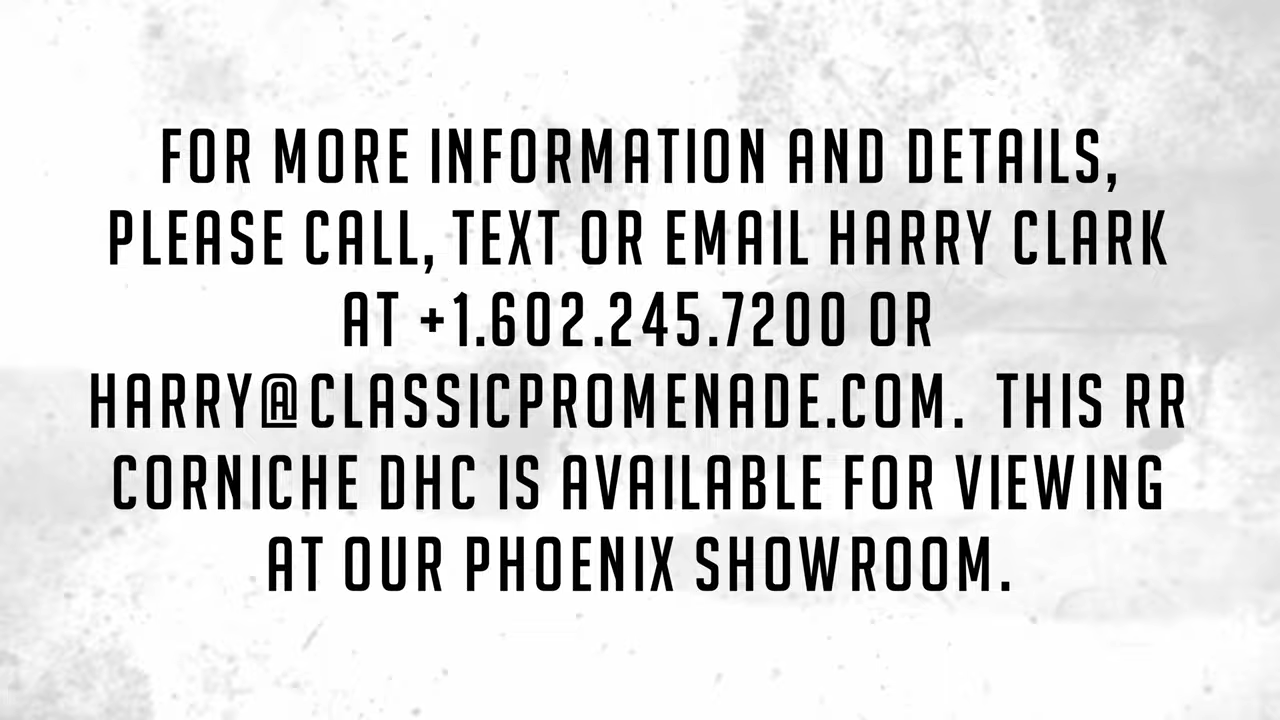 FOR MORE INFORMATION AND DETAILS,
PLEASE CALL, TEXT OR EMAIL HARRY CLARK
AT +1.602.245.7200 OR
HARRY@CLASSICPROMENADE.COM. THIS RR
CORNICHE DHC IS AVAILABLE FOR VIEWING
AT OUR PHOENIX SHOWROOM.